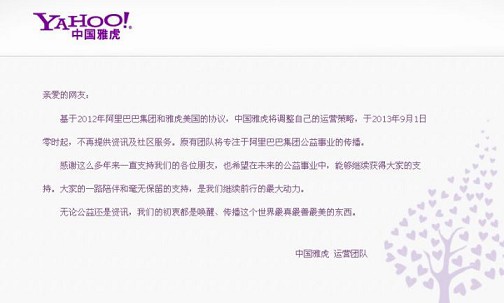 YAHOO!
中国雅虎
亲爱的网友：
基于2012年阿里巴巴集团和雅虎美国的协议，中国雅虎将调整自己的运营策略，于2013年9月1日
零时起，不再提供资讯及社区服务。原有团队将专注于阿里巴巴集团公益事业的传播。
感谢这么多年来一直支持我们的各位朋友，也希望在未来的公益事业中，能够继续获得大家的支
持。大家的一路陪伴和毫无保留的支持，是我们继续前行的最大动力。
无论公益还是资讯，我们的初衷都是唤醒、传播这个世界最真最善最美的东西。
中国雅虎 运营团队